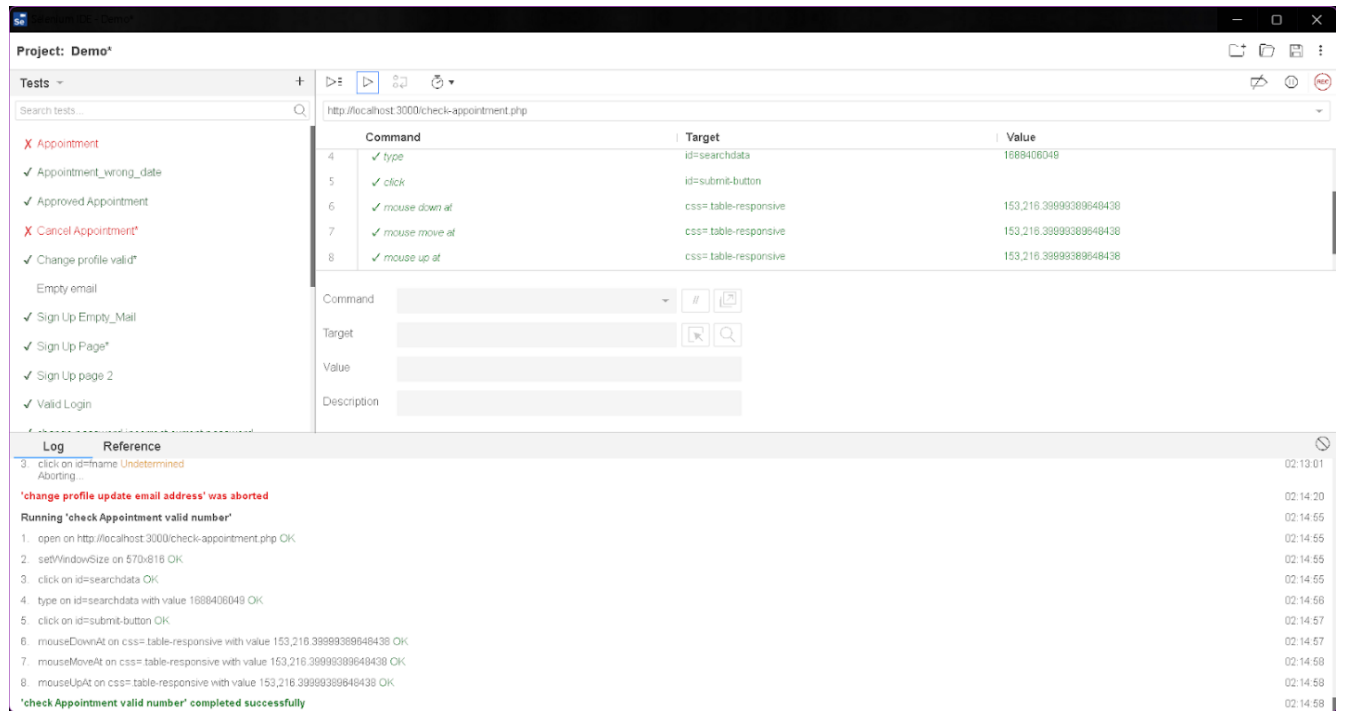 Se Selenium IDE - Demo*
Project: Demo*
Tests
Search tests...
X Appointment
✓ Appointment_wrong_date
✓ Approved Appointment
X Cancel Appointment*
✓ Change profile valid*
Empty email
✓ Sign Up Empty_Mail
✓ Sign Up Page*
✓ Sign Up page 2
✓ Valid Login
REC
http://localhost:3000/check-appointment.php
Command Target Value
4 ✓ type id=searchdata 1688406049
5 ✓ click id=submit-button
6 ✓ mouse down at css=.table-responsive 153,216.39999389648438
7 ✓ mouse move at css=.table-responsive 153,216.39999389648438
8 ✓ mouse up at css=.table-responsive 153,216.39999389648438
Command //
Target
Value
Description
Log Reference
3. click on id=fname Undetermined 02:13:01
Aborting...
'change profile update email address' was aborted 02:14:20
Running 'check Appointment valid number' 02:14:55
1. open on http://localhost:3000/check-appointment.php OK 02:14:55
2. setWindowSize on 570x816 OK 02:14:55
3. click on id=searchdata OK 02:14:55
4. type on id=searchdata with value 1688406049 OK 02:14:56
5. click on id=submit-button OK 02:14:57
6. mouseDownAt on css=.table-responsive with value 153,216.39999389648438 OK 02:14:57
7. mouseMoveAt on css=.table-responsive with value 153,216.39999389648438 OK 02:14:58
8. mouseUpAt on css=.table-responsive with value 153,216.39999389648438 OK 02:14:58
'check Appointment valid number' completed successfully 02:14:58